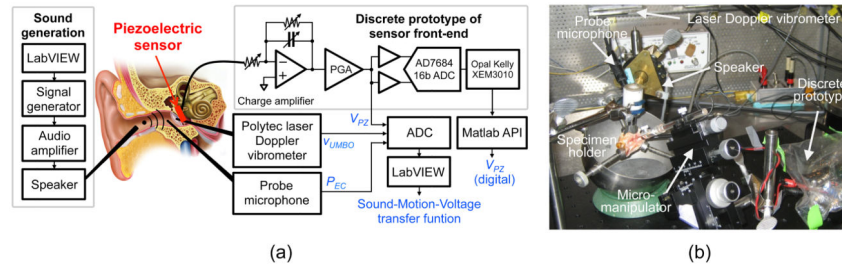 Sound
generation
LabVIEW
Signal
generator
Audio
amplifier
Speaker
Piezoelectric
sensor
Discrete prototype of
sensor front-end
Charge amplifier
PGA
AD7684
16b ADC
Opal Kelly
XEM3010
Polytec laser
Doppler
vibrometer
Probe
microphone
V_PZ
v_UMBO
P_EC
ADC
LabVIEW
Sound-Motion-Voltage
transfer funtion
Matlab API
V_PZ
(digital)
(a)
Laser Doppler vibrometer
Probe
microphone
Speaker
Discrete
prototype
Specimen
holder
Micro-
manipulator
(b)